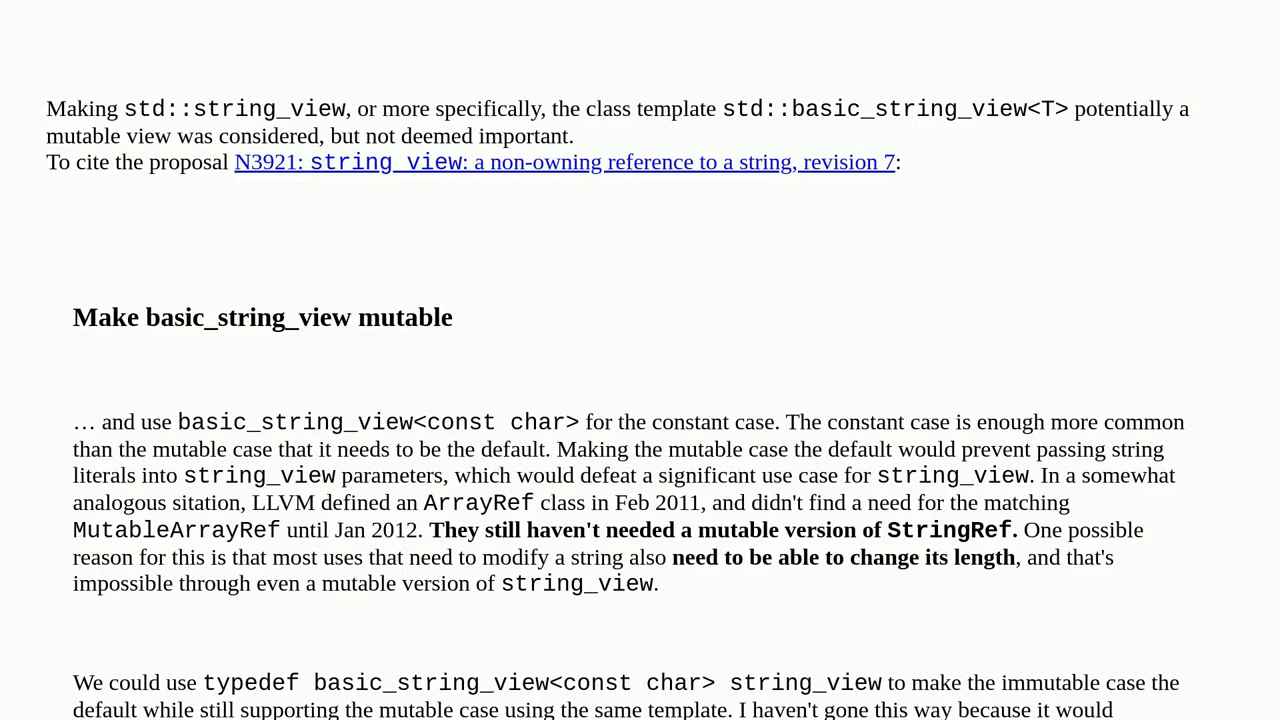 Making std::string_view, or more specifically, the class template std::basic_string_view<T> potentially a
mutable view was considered, but not deemed important.
To cite the proposal N3921: string_view: a non-owning reference to a string, revision 7:
Make basic_string_view mutable
… and use basic_string_view<const char> for the constant case. The constant case is enough more common
than the mutable case that it needs to be the default. Making the mutable case the default would prevent passing string
literals into string_view parameters, which would defeat a significant use case for string_view. In a somewhat
analogous sitation, LLVM defined an ArrayRef class in Feb 2011, and didn't find a need for the matching
MutableArrayRef until Jan 2012. They still haven't needed a mutable version of StringRef. One possible
reason for this is that most uses that need to modify a string also need to be able to change its length, and that's
impossible through even a mutable version of string_view.
We could use typedef basic_string_view<const char> string_view to make the immutable case the
default while still supporting the mutable case using the same template. I haven't gone this way because it would